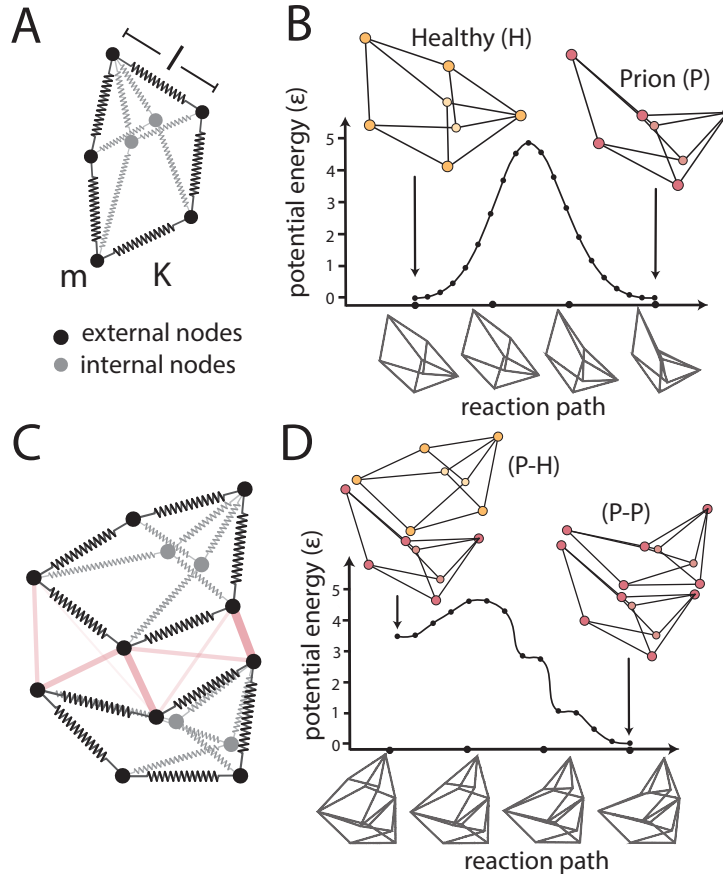 A
l
m
K
external nodes
internal nodes
B
Healthy (H)
Prion (P)
potential energy (ε)
5
4
3
2
1
0
reaction path
C
D
(P-H)
(P-P)
potential energy (ε)
5
4
3
2
1
0
reaction path